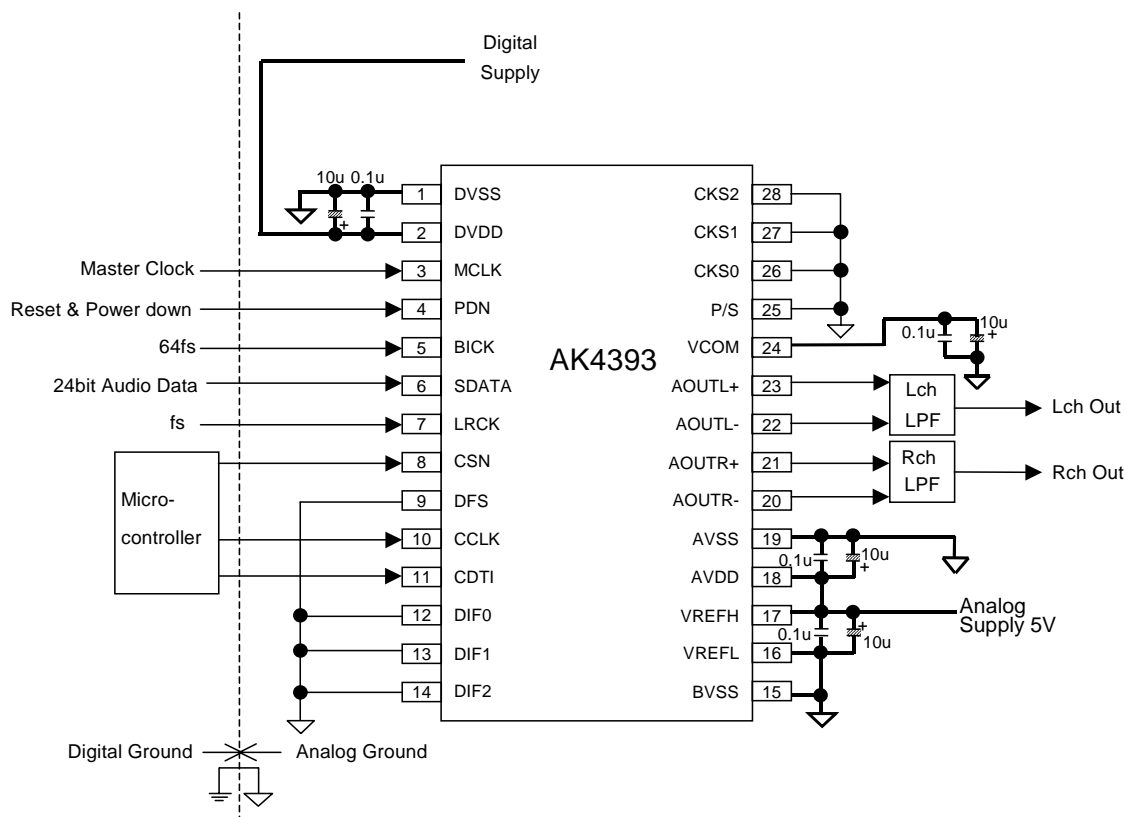 Digital
Supply
10u 0.1u
+
1 DVSS
2 DVDD
Master Clock 3 MCLK
Reset & Power down 4 PDN
64fs 5 BICK
24bit Audio Data 6 SDATA
fs 7 LRCK
8 CSN
9 DFS
Micro-
controller
10 CCLK
11 CDTI
12 DIF0
13 DIF1
14 DIF2
AK4393
CKS2 28
CKS1 27
CKS0 26
P/S 25
VCOM 24
0.1u 10u
+
AOUTL+ 23
AOUTL- 22
Lch
LPF
Lch Out
AOUTR+ 21
AOUTR- 20
Rch
LPF
Rch Out
AVSS 19
0.1u 10u
+
AVDD 18
VREFH 17
Analog
Supply 5V
+
0.1u 10u
VREFL 16
BVSS 15
Digital Ground Analog Ground